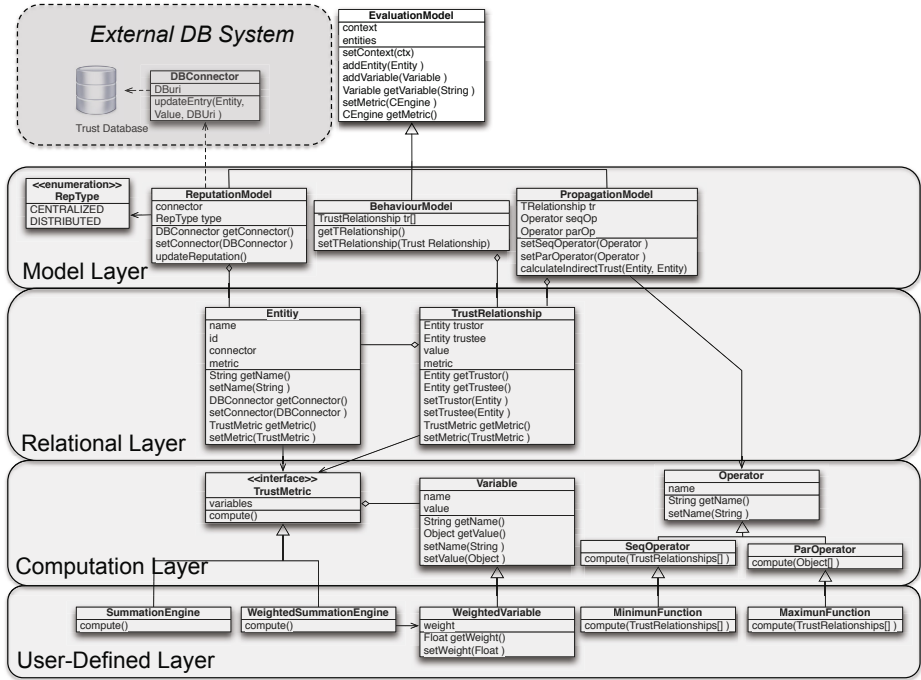 External DB System
DBConnector
DBuri
updateEntry(Entity,
Value, DBUri )
Trust Database
EvaluationModel
context
entities
setContext(ctx)
addEntity(Entity )
addVariable(Variable )
Variable getVariable(String )
setMetric(CEngine )
CEngine getMetric()
<<enumeration>>
RepType
CENTRALIZED
DISTRIBUTED
ReputationModel
connector
RepType type
DBConnector getConnector()
setConnector(DBConnector )
updateReputation()
BehaviourModel
TrustRelationship tr[]
getTRelationship()
setTRelationship(Trust Relationship)
PropagationModel
TRelationship tr
Operator seqOp
Operator parOp
setSeqOperator(Operator )
setParOperator(Operator )
calculateIndirectTrust(Entity, Entity)
Model Layer
Entitiy
name
id
connector
metric
String getName()
setName(String )
DBConnector getConnector()
setConnector(DBConnector )
TrustMetric getMetric()
setMetric(TrustMetric )
TrustRelationship
Entity trustor
Entity trustee
value
metric
Entity getTrustor()
Entity getTrustee()
setTrustor(Entity )
setTrustee(Entity )
TrustMetric getMetric()
setMetric(TrustMetric )
Relational Layer
<<interface>>
TrustMetric
variables
compute()
Variable
name
value
String getName()
Object getValue()
setName(String )
setValue(Object )
Operator
name
String getName()
setName(String )
SeqOperator
compute(TrustRelationships[] )
ParOperator
compute(Object[] )
Computation Layer
SummationEngine
compute()
WeightedSummationEngine
compute()
WeightedVariable
weight
Float getWeight()
setWeight(Float )
MinimunFunction
compute(TrustRelationships[] )
MaximunFunction
compute(TrustRelationships[] )
User-Defined Layer